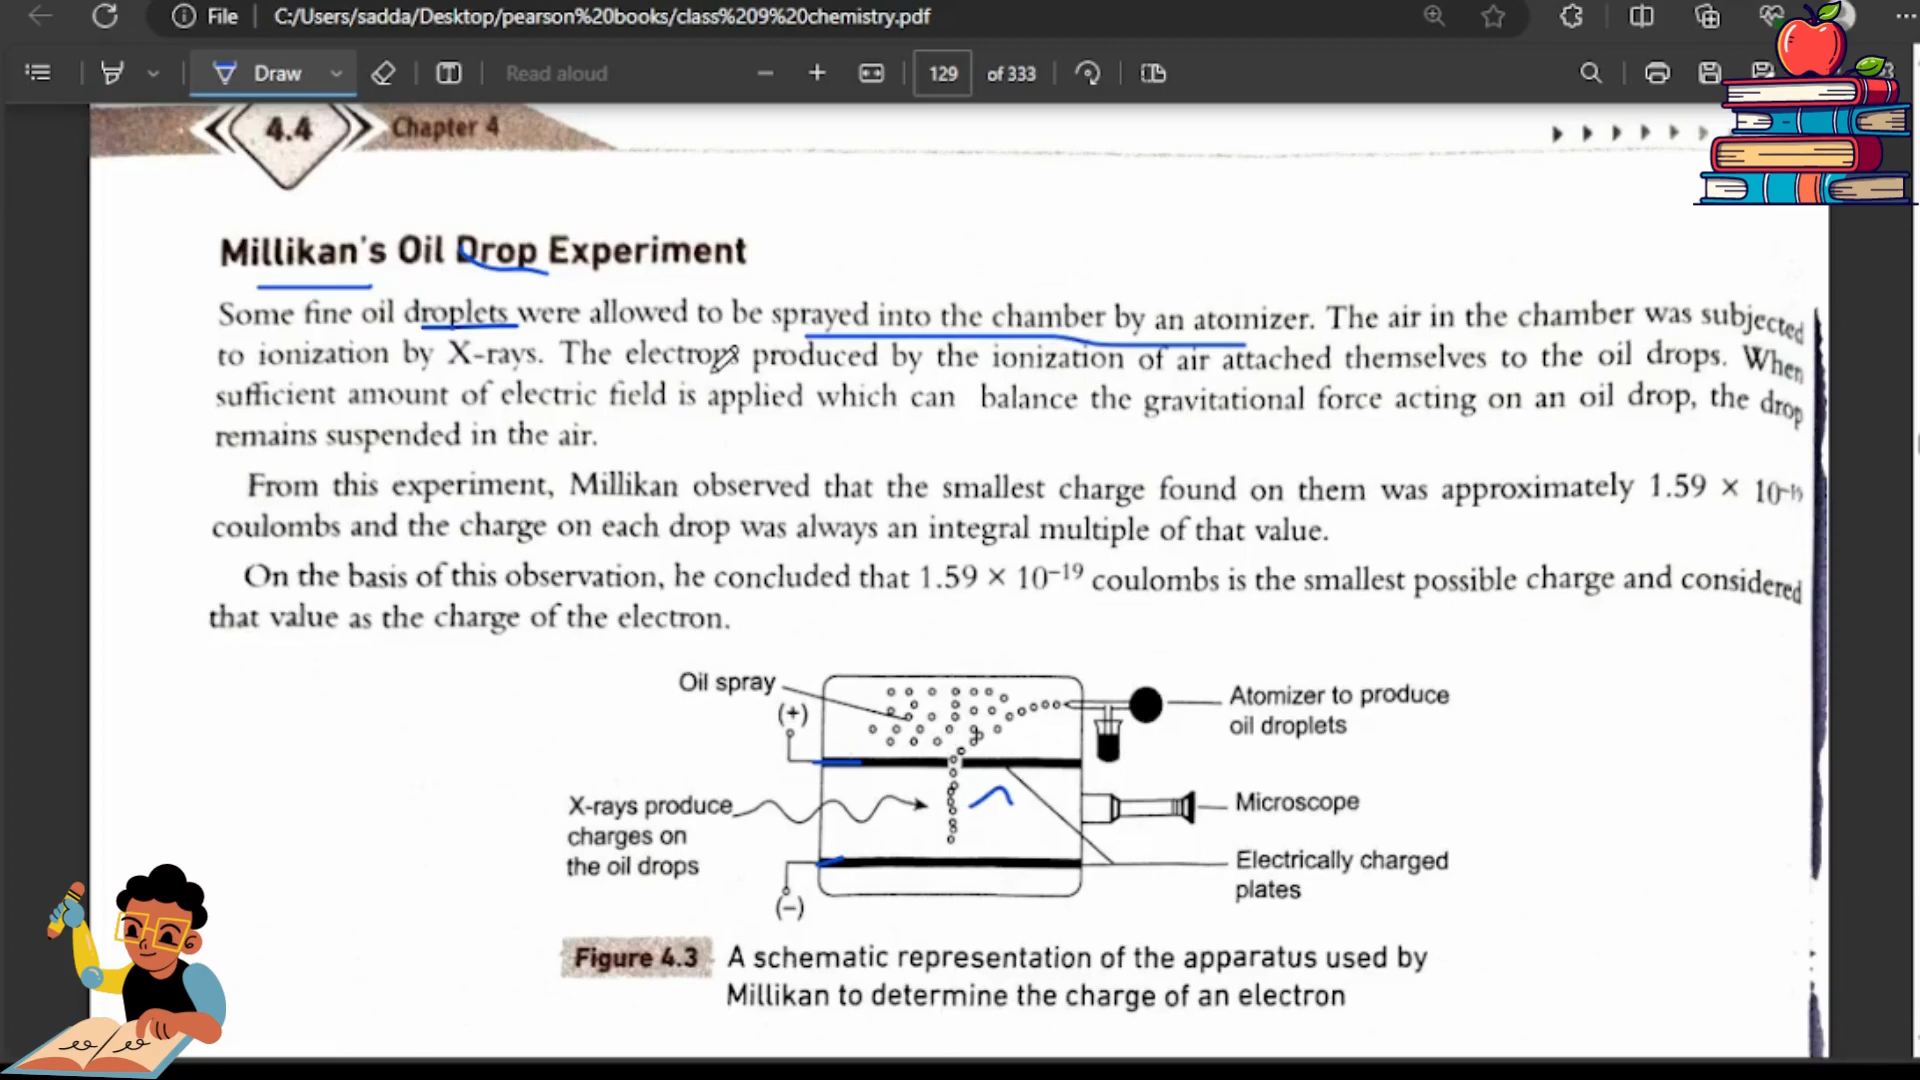 File C:/Users/sadda/Desktop/pearson%20books/class%209%20chemistry.pdf
Draw Read aloud 129 of 333
4.4 Chapter 4
Millikan's Oil Drop Experiment
Some fine oil droplets were allowed to be sprayed into the chamber by an atomizer. The air in the chamber was subjected
to ionization by X-rays. The electrons produced by the ionization of air attached themselves to the oil drops. When
sufficient amount of electric field is applied which can balance the gravitational force acting on an oil drop, the drop
remains suspended in the air.
From this experiment, Millikan observed that the smallest charge found on them was approximately 1.59 × 10⁻¹⁹
coulombs and the charge on each drop was always an integral multiple of that value.
On the basis of this observation, he concluded that 1.59 × 10⁻¹⁹ coulombs is the smallest possible charge and considered
that value as the charge of the electron.
Oil spray
(+)
Atomizer to produce
oil droplets
X-rays produce
charges on
the oil drops
Microscope
Electrically charged
plates
(–)
Figure 4.3 A schematic representation of the apparatus used by
Millikan to determine the charge of an electron